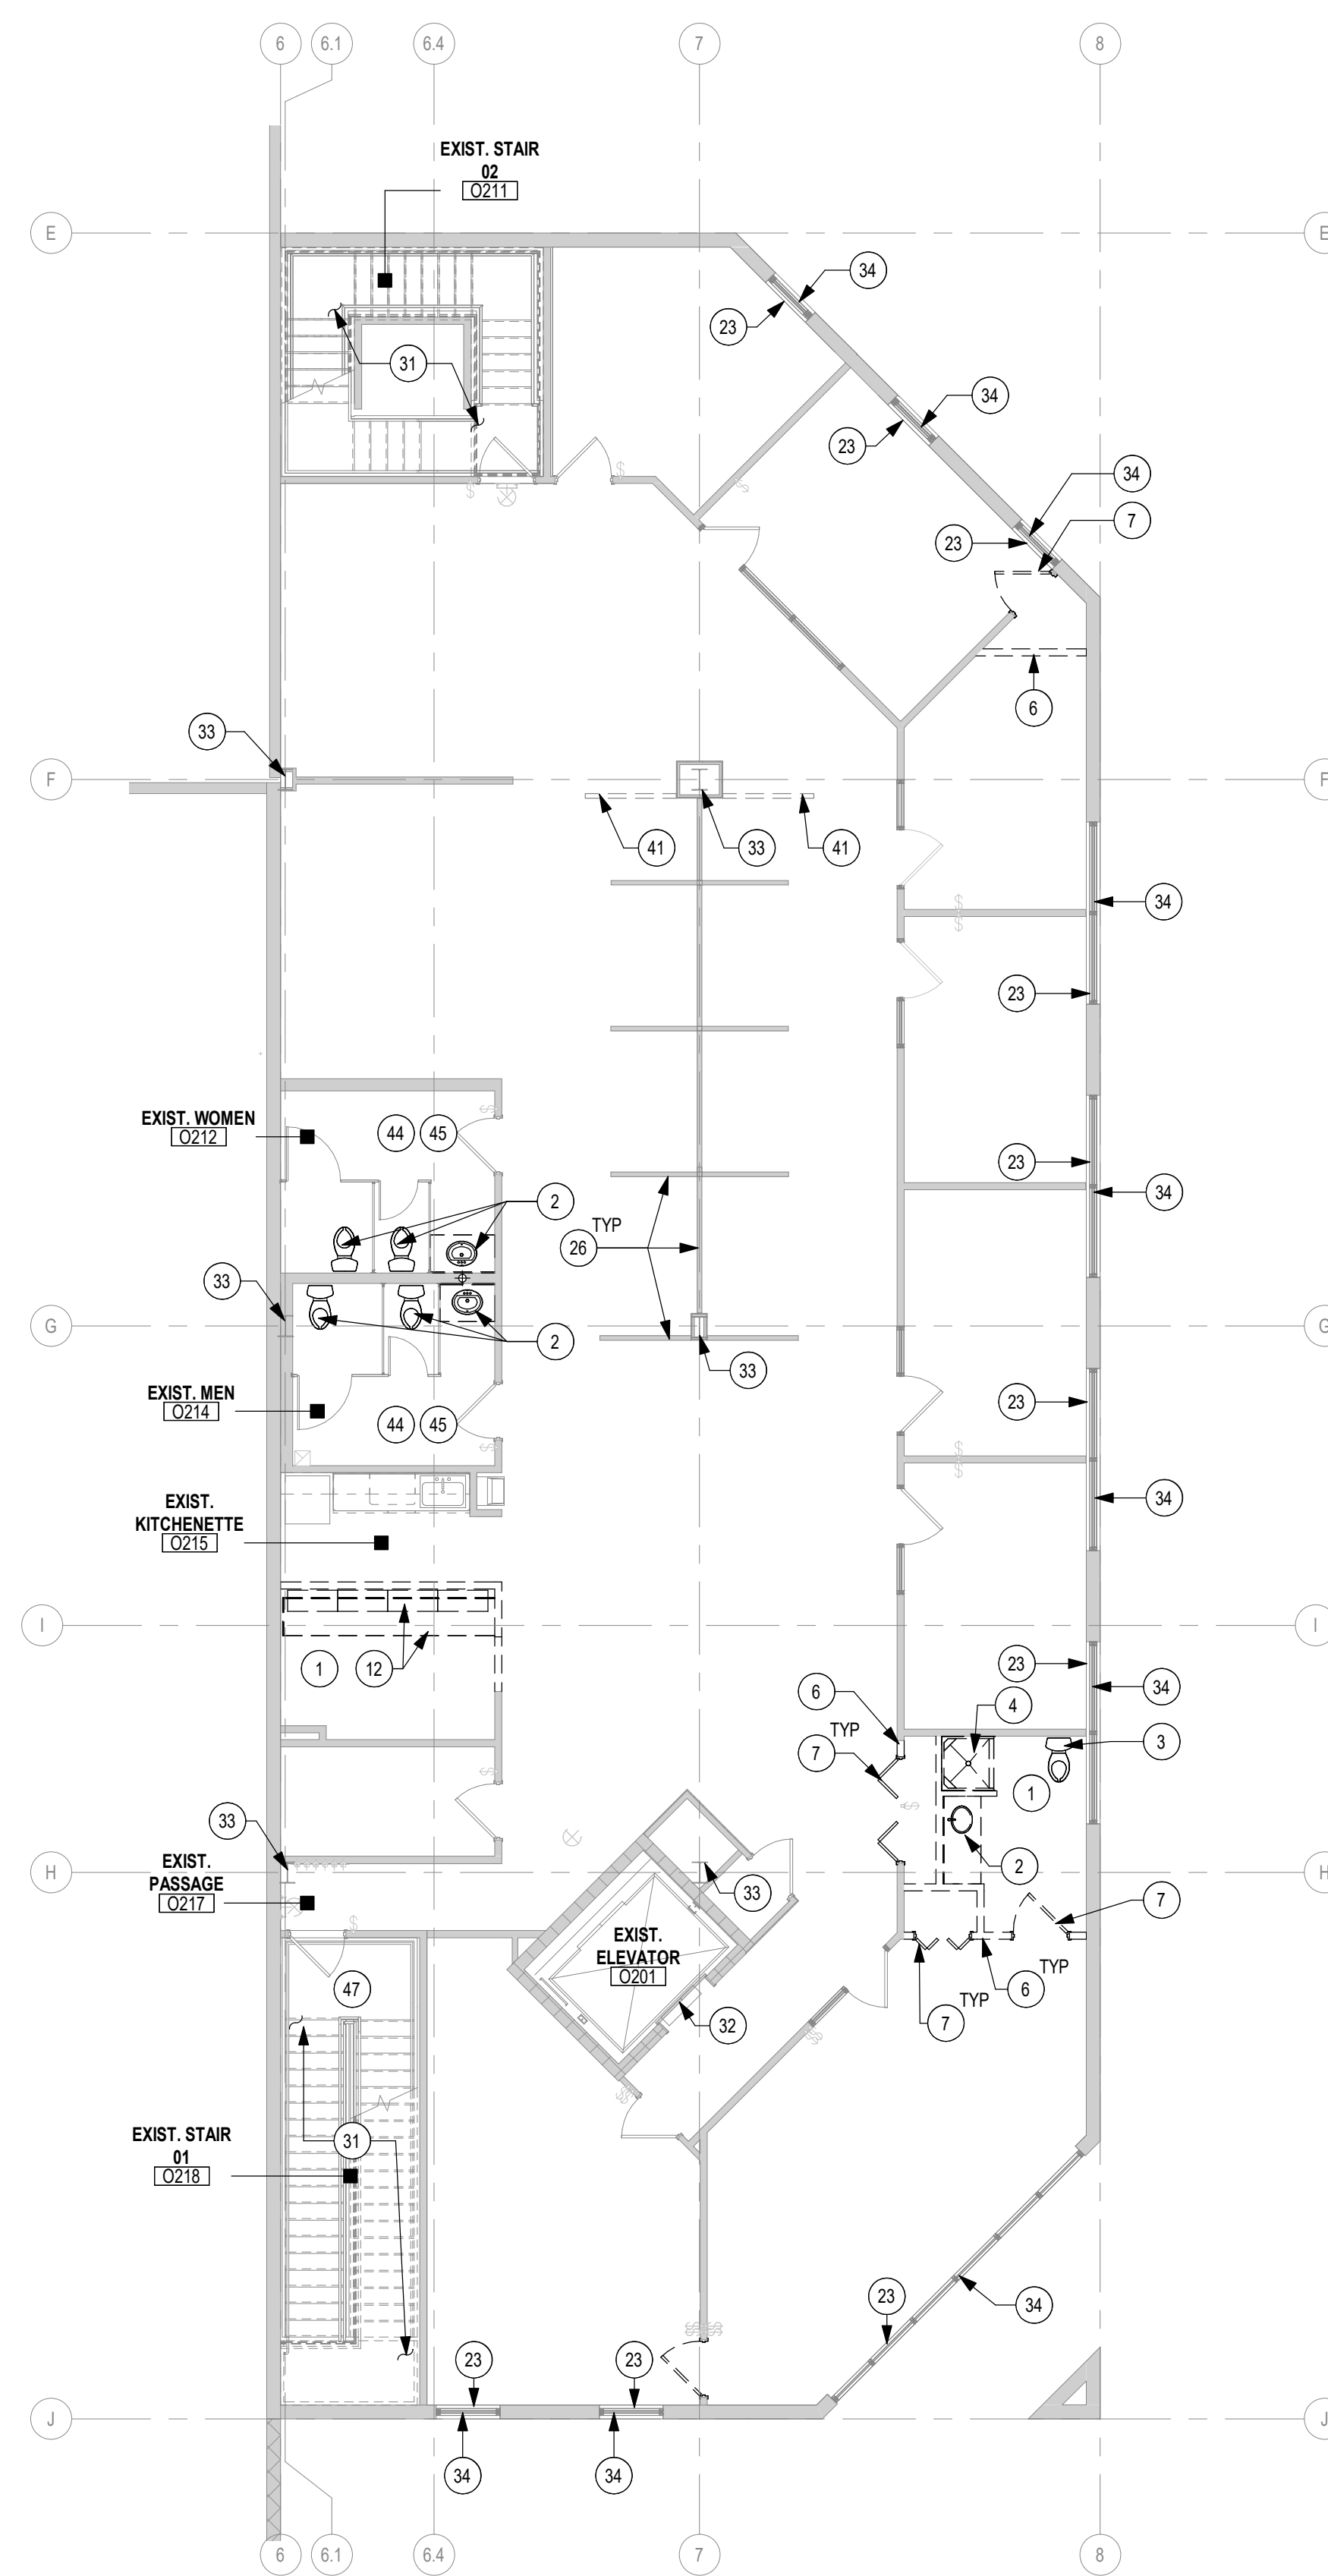 6 6.1 6.4 7 8
EXIST. STAIR
02
O211
E E
34
23
34
23
34
7
23
31
6
33
F F
41 33 41
34
23
EXIST. WOMEN
O212
44 45
23
34
2
TYP
26
33
G G
2
33
EXIST. MEN
O214
44 45
23
34
EXIST.
KITCHENETTE
O215
I I
1 12
23
34
6
4
TYP
7
3
1
33
H H
EXIST.
PASSAGE
O217
33
2
7
EXIST.
ELEVATOR
O201
TYP
6
TYP
7
47
32
31
EXIST. STAIR
01
O218
23
34
23 23
J J
34 34
6 6.1 6.4 7 8